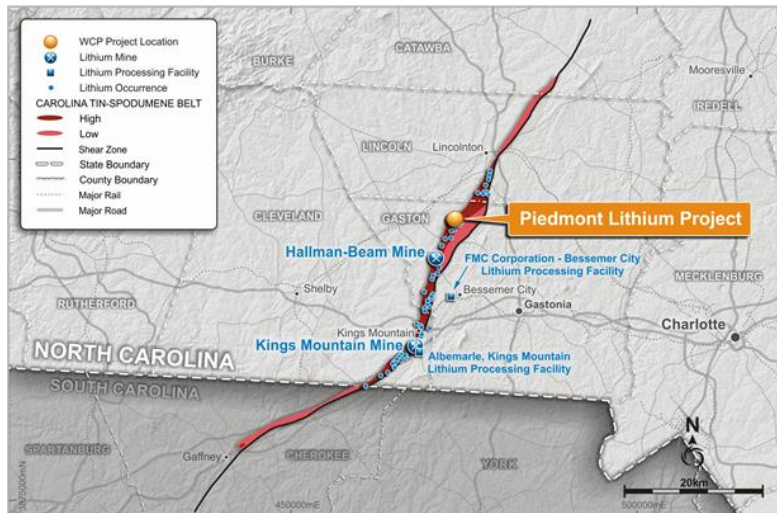 LEGEND
WCP Project Location
Lithium Mine
Lithium Processing Facility
Lithium Occurrence
CAROLINA TIN-SPODUMENE BELT
High
Low
Shear Zone
State Boundary
County Boundary
Major Rail
Major Road
BURKE
CATAWBA
Mooresville
IREDELL
LINCOLN
Lincolnton
CLEVELAND
GASTON
Piedmont Lithium Project
Hallman-Beam Mine
FMC Corporation - Bessemer City
Lithium Processing Facility
MECKLENBURG
Shelby
Bessemer City
RUTHERFORD
Gastonia
Kings Mountain
Charlotte
Kings Mountain Mine
NORTH CAROLINA
Albemarle, Kings Mountain
Lithium Processing Facility
SOUTH CAROLINA
SPARTANBURG
Gaffney
CHEROKEE
YORK
N
20km
3875000mN
450000mE
500000mE